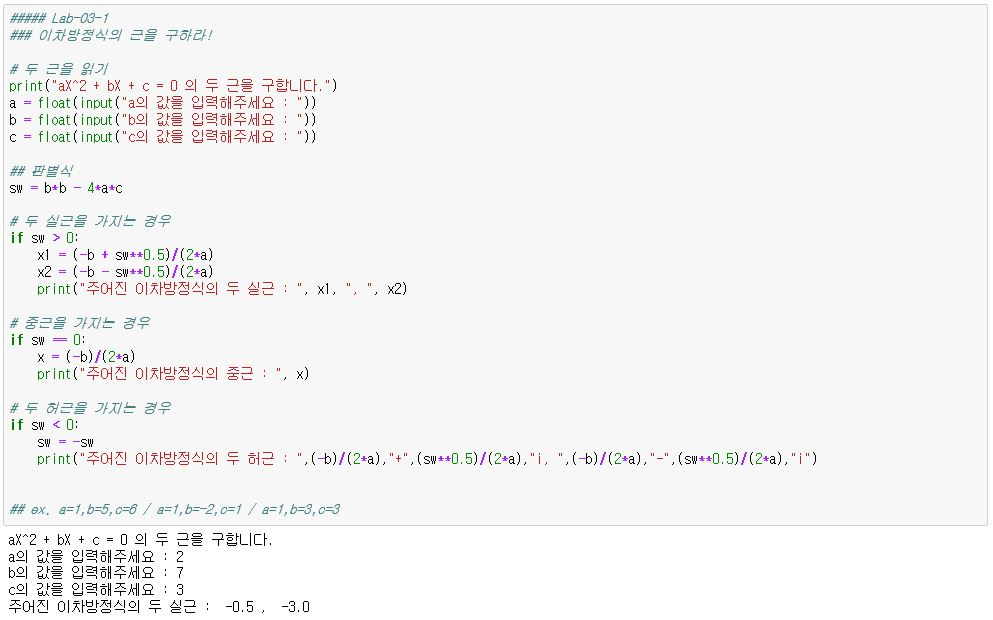 ##### Lab-03-1
### 이차방정식의 근을 구하라!
# 두 근을 읽기
print("aX^2 + bX + c = 0 의 두 근을 구합니다.")
a = float(input("a의 값을 입력해주세요 : "))
b = float(input("b의 값을 입력해주세요 : "))
c = float(input("c의 값을 입력해주세요 : "))
## 판별식
sw = b*b - 4*a*c
# 두 실근을 가지는 경우
if sw > 0:
    x1 = (-b + sw**0.5)/(2*a)
    x2 = (-b - sw**0.5)/(2*a)
    print("주어진 이차방정식의 두 실근 : ", x1, ", ", x2)
# 중근을 가지는 경우
if sw == 0:
    x = (-b)/(2*a)
    print("주어진 이차방정식의 중근 : ", x)
# 두 허근을 가지는 경우
if sw < 0:
    sw = -sw
    print("주어진 이차방정식의 두 허근 : ",(-b)/(2*a),"+",(sw**0.5)/(2*a),"i, ",(-b)/(2*a),"-",(sw**0.5)/(2*a),"i")
## ex. a=1,b=5,c=6 / a=1,b=-2,c=1 / a=1,b=3,c=3
aX^2 + bX + c = 0 의 두 근을 구합니다.
a의 값을 입력해주세요 : 2
b의 값을 입력해주세요 : 7
c의 값을 입력해주세요 : 3
주어진 이차방정식의 두 실근 :  -0.5 ,  -3.0